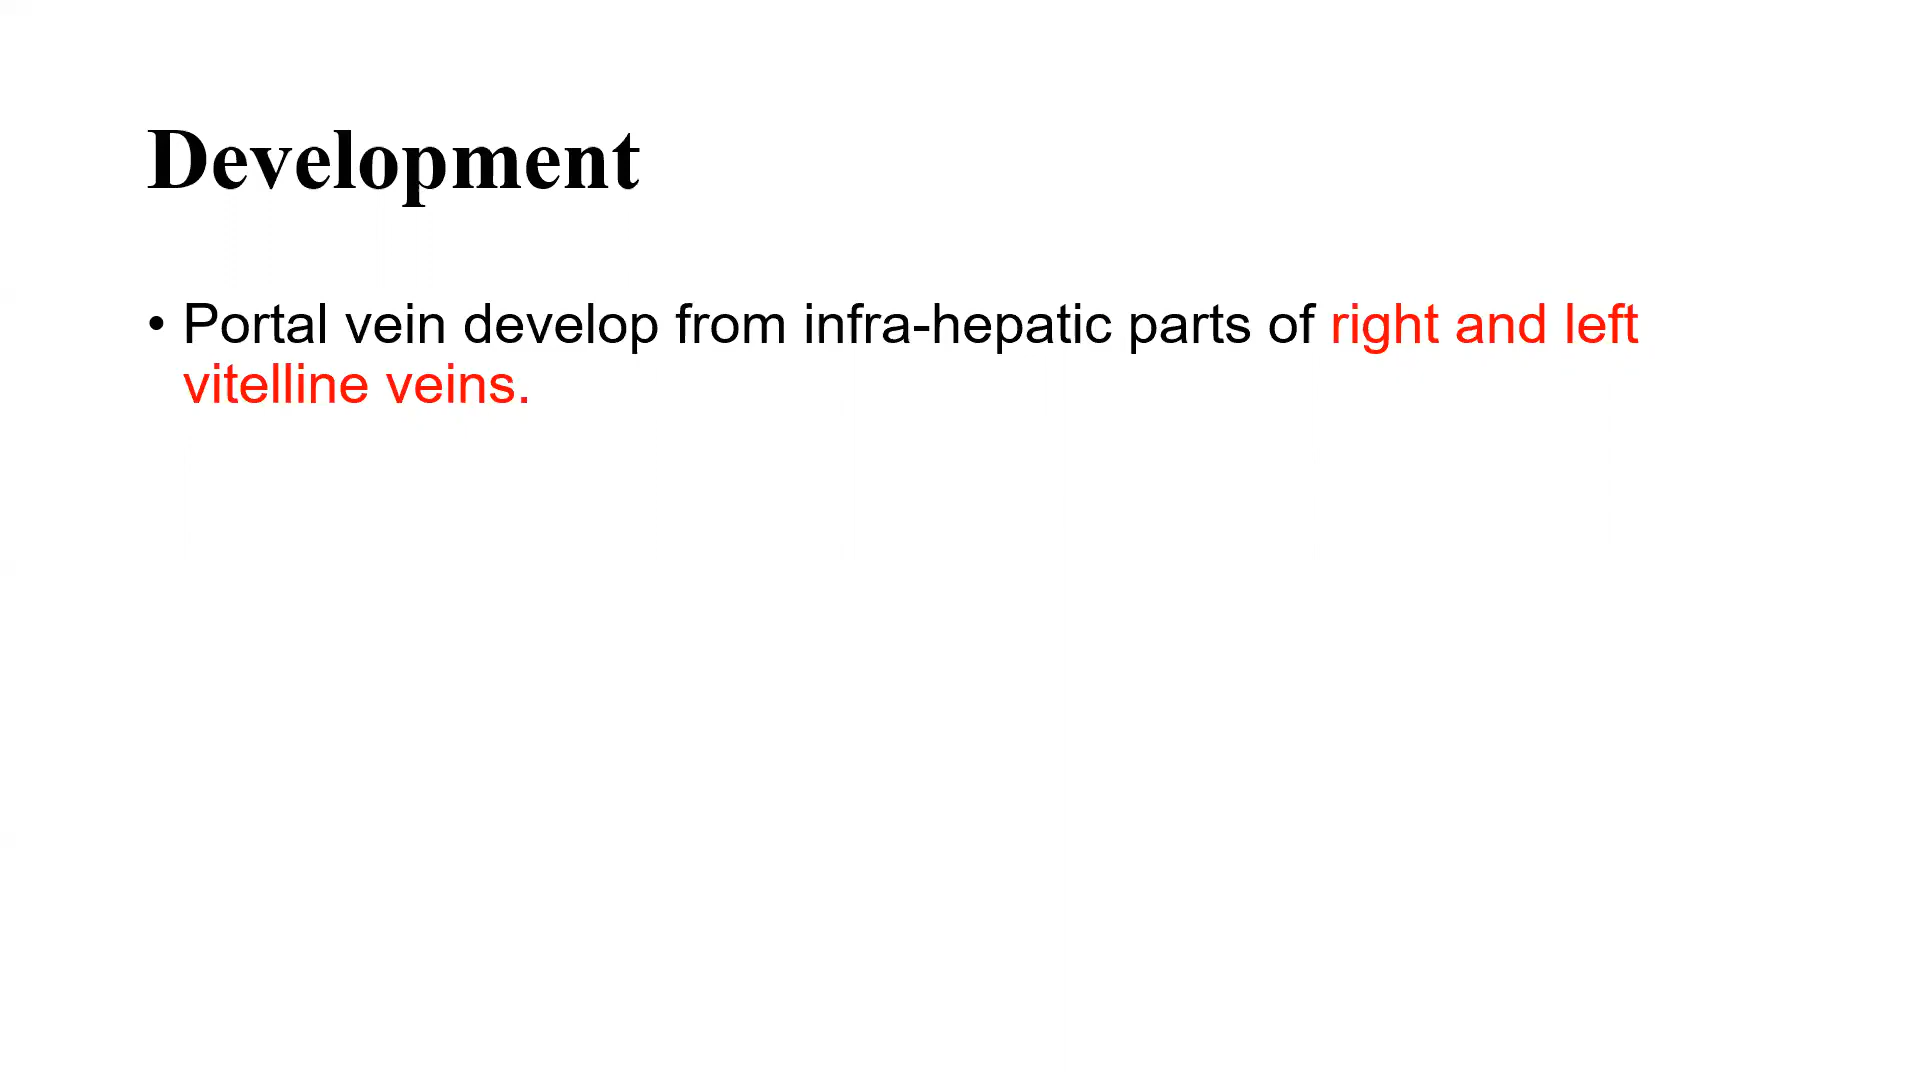 Development
• Portal vein develop from infra-hepatic parts of right and left
vitelline veins.